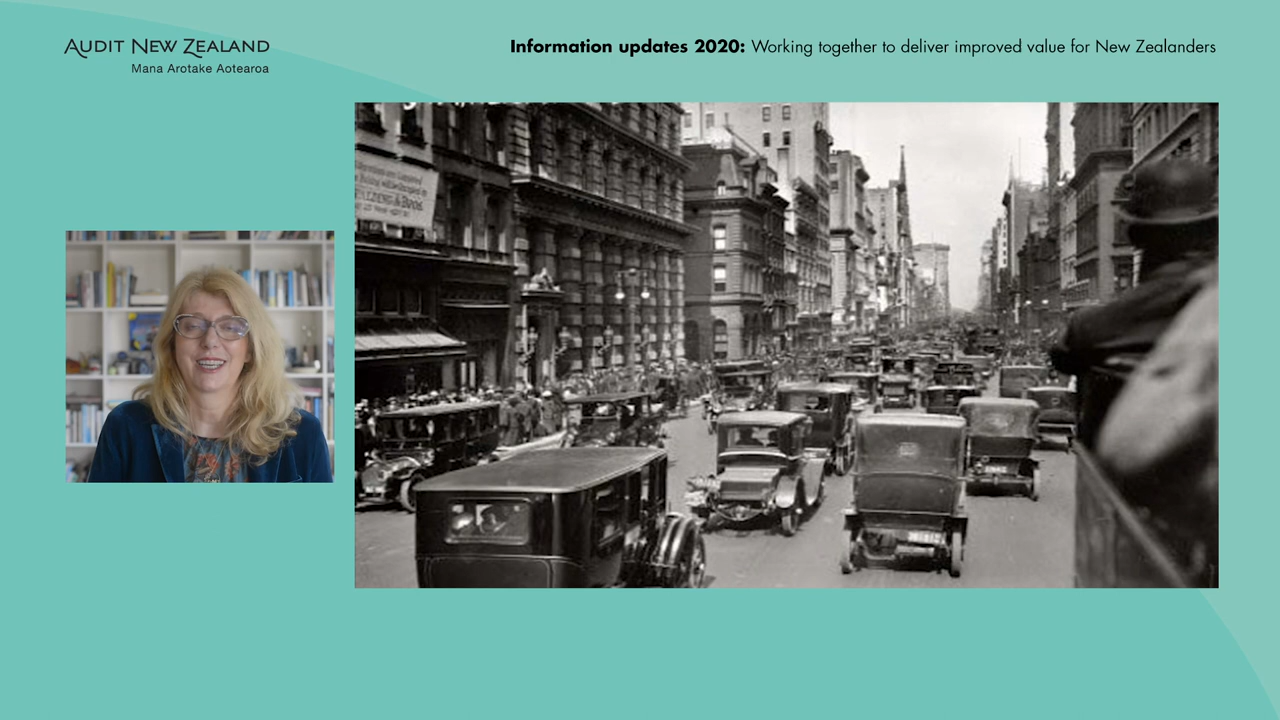 AUDIT NEW ZEALAND
Mana Arotake Aotearoa
Information updates 2020: Working together to deliver improved value for New Zealanders